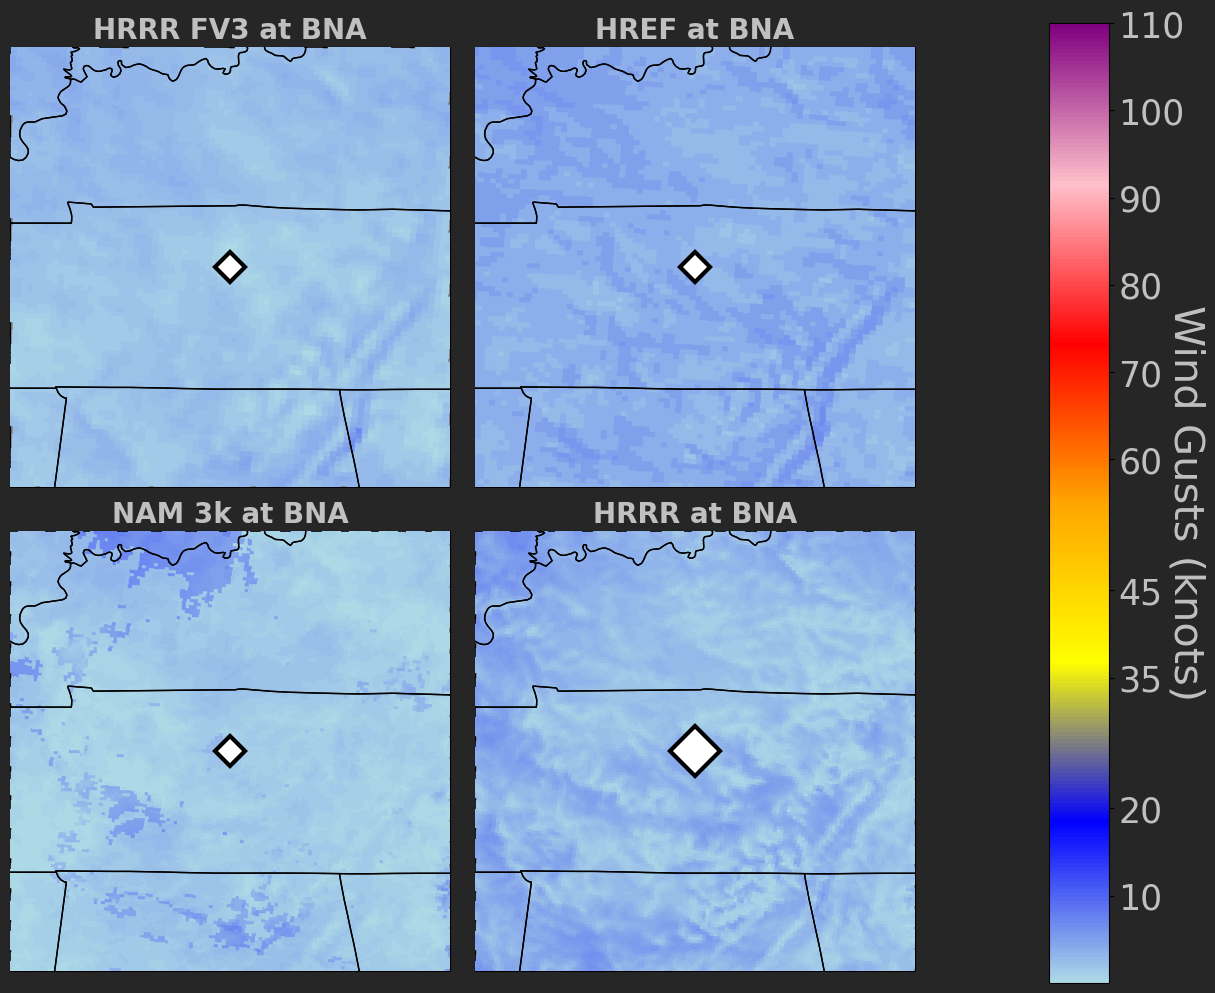 HRRR FV3 at BNA
HREF at BNA
NAM 3k at BNA
HRRR at BNA
110
100
90
80
70
60
45
35
20
10
Wind Gusts (knots)